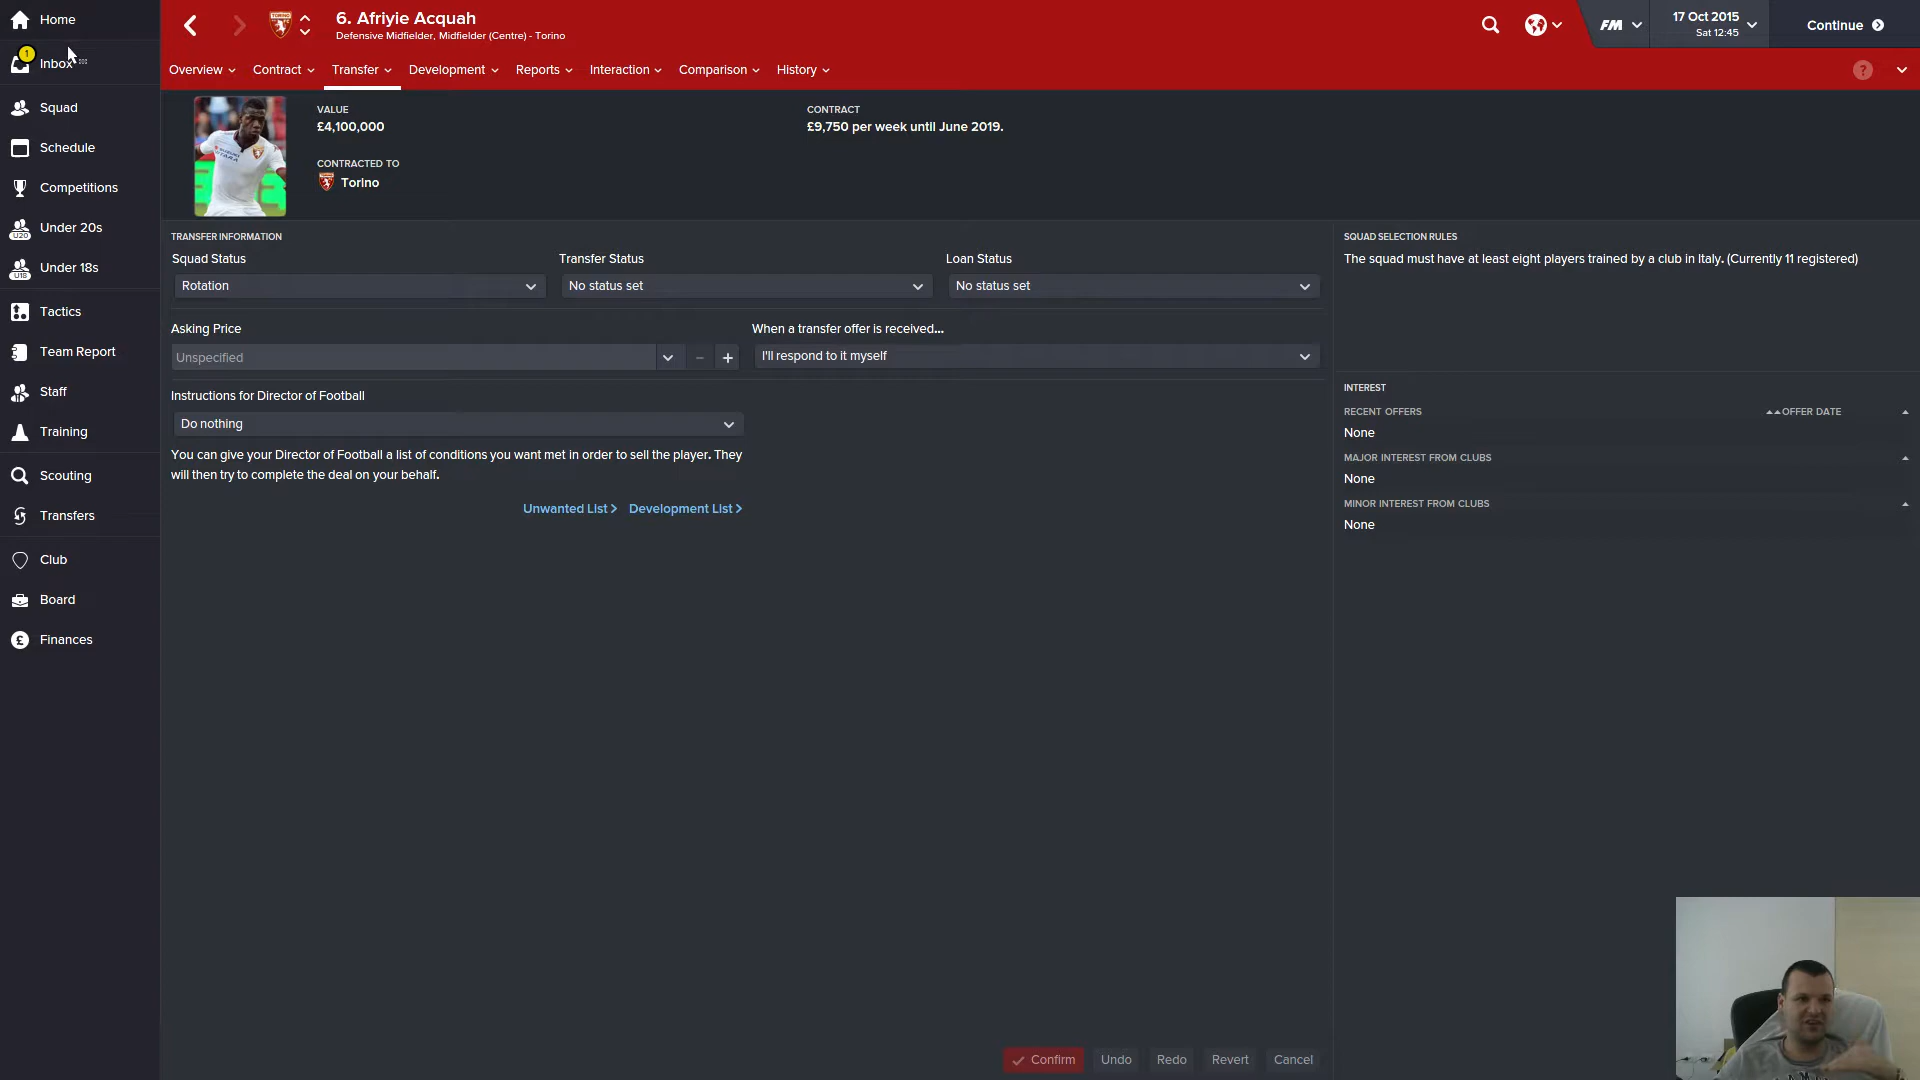 Home
6. Afriyie Acquah
Defensive Midfielder, Midfielder (Centre) - Torino
FM
17 Oct 2015
Sat 12:45
Continue
1
Inbox
Overview
Contract
Transfer
Development
Reports
Interaction
Comparison
History
?
Squad
Schedule
Competitions
Under 20s
Under 18s
Tactics
Team Report
Staff
Training
Scouting
Transfers
Club
Board
Finances
VALUE
£4,100,000
CONTRACTED TO
Torino
CONTRACT
£9,750 per week until June 2019.
TRANSFER INFORMATION
Squad Status
Transfer Status
Loan Status
Rotation
No status set
No status set
Asking Price
When a transfer offer is received...
Unspecified
I'll respond to it myself
Instructions for Director of Football
Do nothing
You can give your Director of Football a list of conditions you want met in order to sell the player. They
will then try to complete the deal on your behalf.
Unwanted List >
Development List >
SQUAD SELECTION RULES
The squad must have at least eight players trained by a club in Italy. (Currently 11 registered)
INTEREST
RECENT OFFERS
OFFER DATE
None
MAJOR INTEREST FROM CLUBS
None
MINOR INTEREST FROM CLUBS
None
Confirm
Undo
Redo
Revert
Cancel